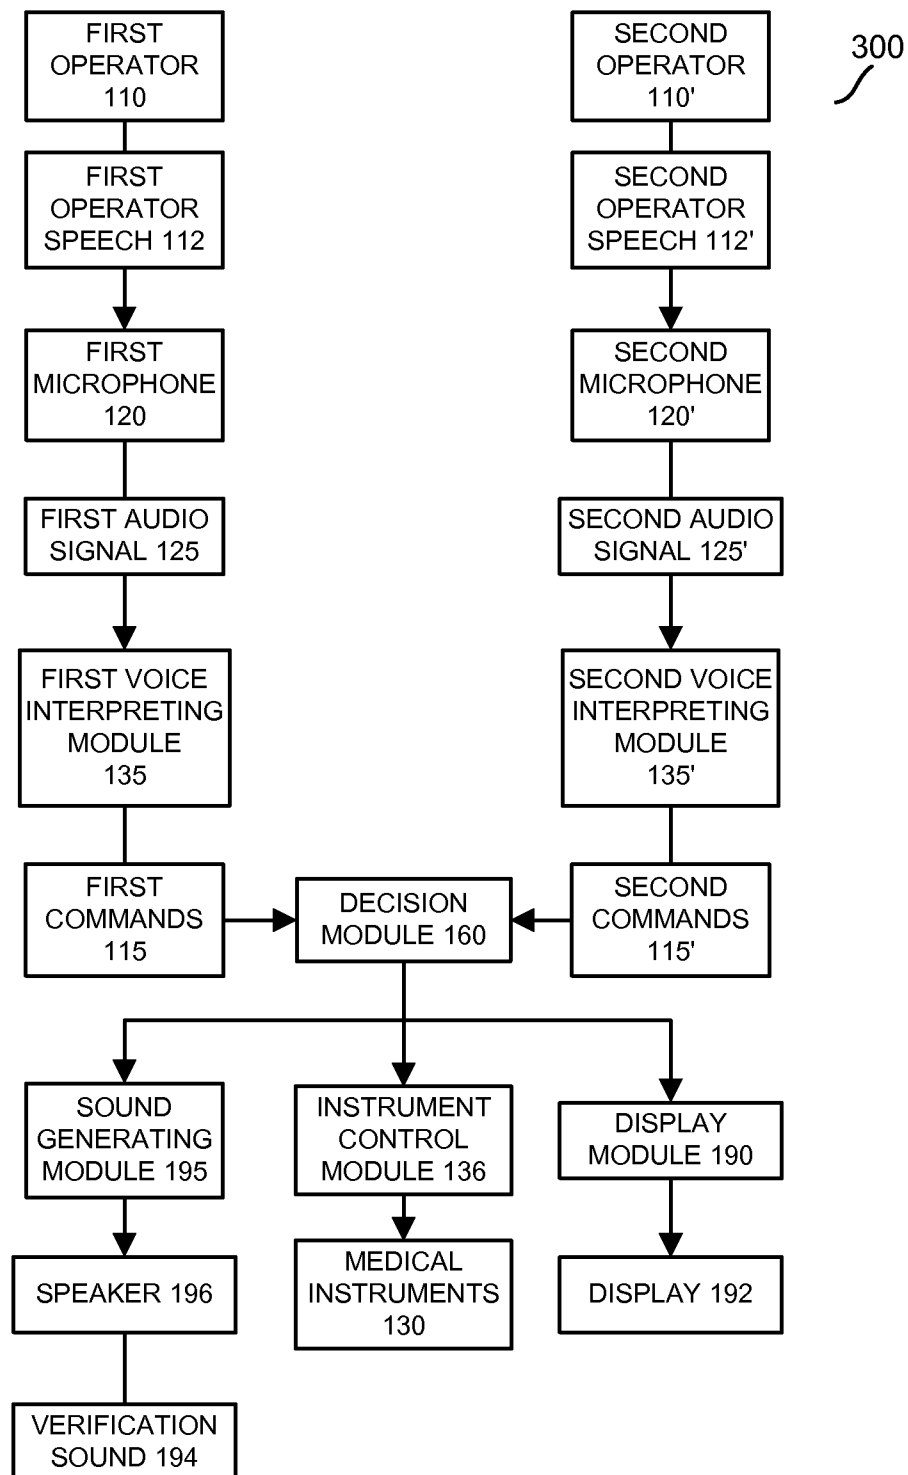 FIRST
OPERATOR
110
SECOND
OPERATOR
110'
300
FIRST
OPERATOR
SPEECH 112
SECOND
OPERATOR
SPEECH 112'
FIRST
MICROPHONE
120
SECOND
MICROPHONE
120'
FIRST AUDIO
SIGNAL 125
SECOND AUDIO
SIGNAL 125'
FIRST VOICE
INTERPRETING
MODULE
135
SECOND VOICE
INTERPRETING
MODULE
135'
FIRST
COMMANDS
115
DECISION
MODULE 160
SECOND
COMMANDS
115'
SOUND
GENERATING
MODULE 195
INSTRUMENT
CONTROL
MODULE 136
DISPLAY
MODULE 190
SPEAKER 196
MEDICAL
INSTRUMENTS
130
DISPLAY 192
VERIFICATION
SOUND 194